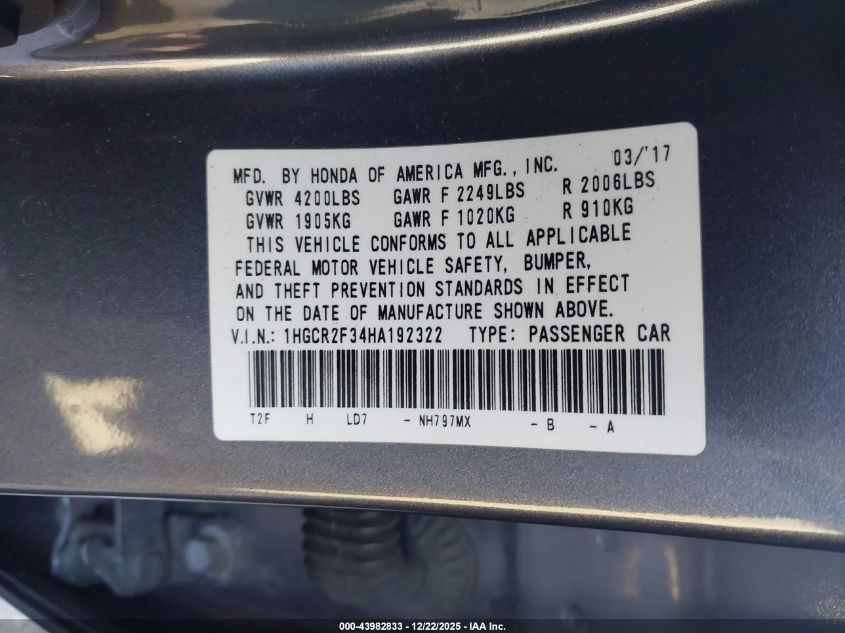 MFD. BY HONDA OF AMERICA MFG., INC. 03/'17
GVWR 4200LBS GAWR F 2249LBS R 2006LBS
GVWR 1905KG GAWR F 1020KG R 910KG
THIS VEHICLE CONFORMS TO ALL APPLICABLE
FEDERAL MOTOR VEHICLE SAFETY, BUMPER,
AND THEFT PREVENTION STANDARDS IN EFFECT
ON THE DATE OF MANUFACTURE SHOWN ABOVE.
V.I.N.: 1HGCR2F34HA192322 TYPE: PASSENGER CAR
T2F H LD7 - NH797MX - B - A
000-43982833 - 12/22/2025 - IAA Inc.